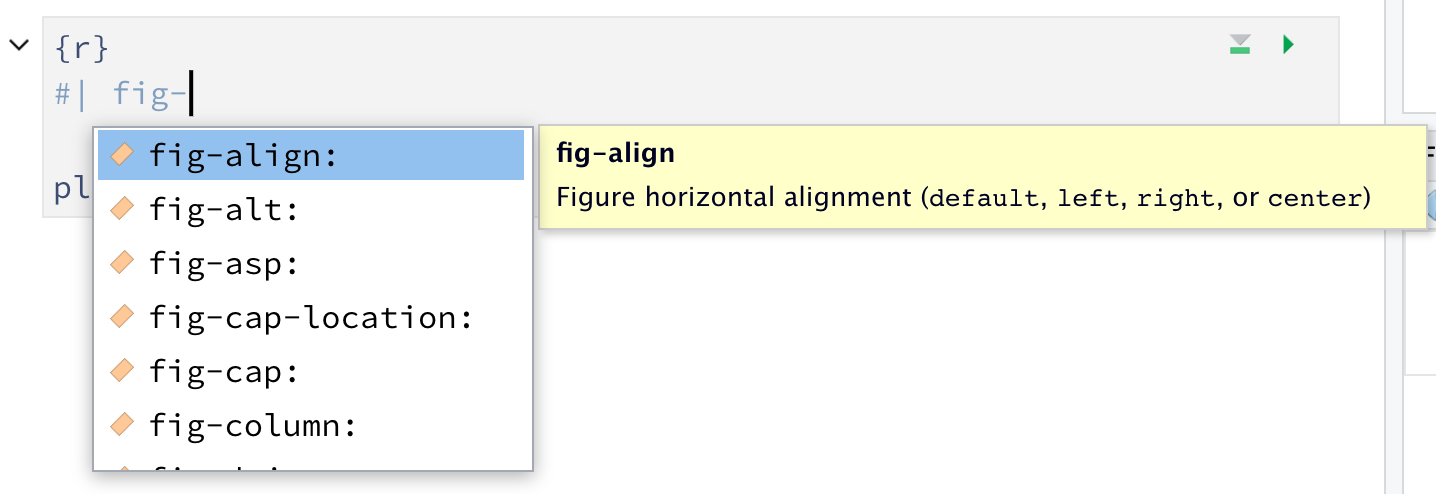 {r}
#| fig-
fig-align:
fig-alt:
fig-asp:
fig-cap-location:
fig-cap:
fig-column:
pl
fig-align
Figure horizontal alignment (default, left, right, or center)